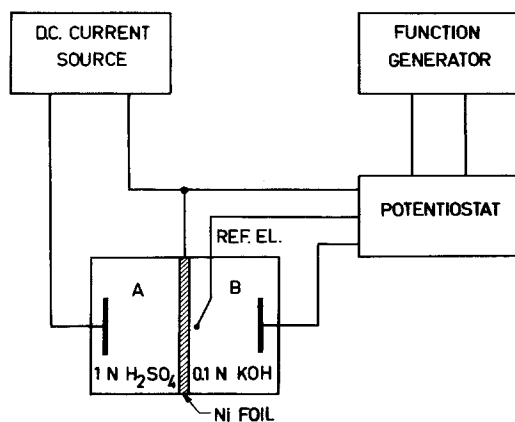 D.C. CURRENT
SOURCE
FUNCTION
GENERATOR
POTENTIOSTAT
REF. EL.
A
B
1 N H₂SO₄
0.1 N KOH
Ni FOIL